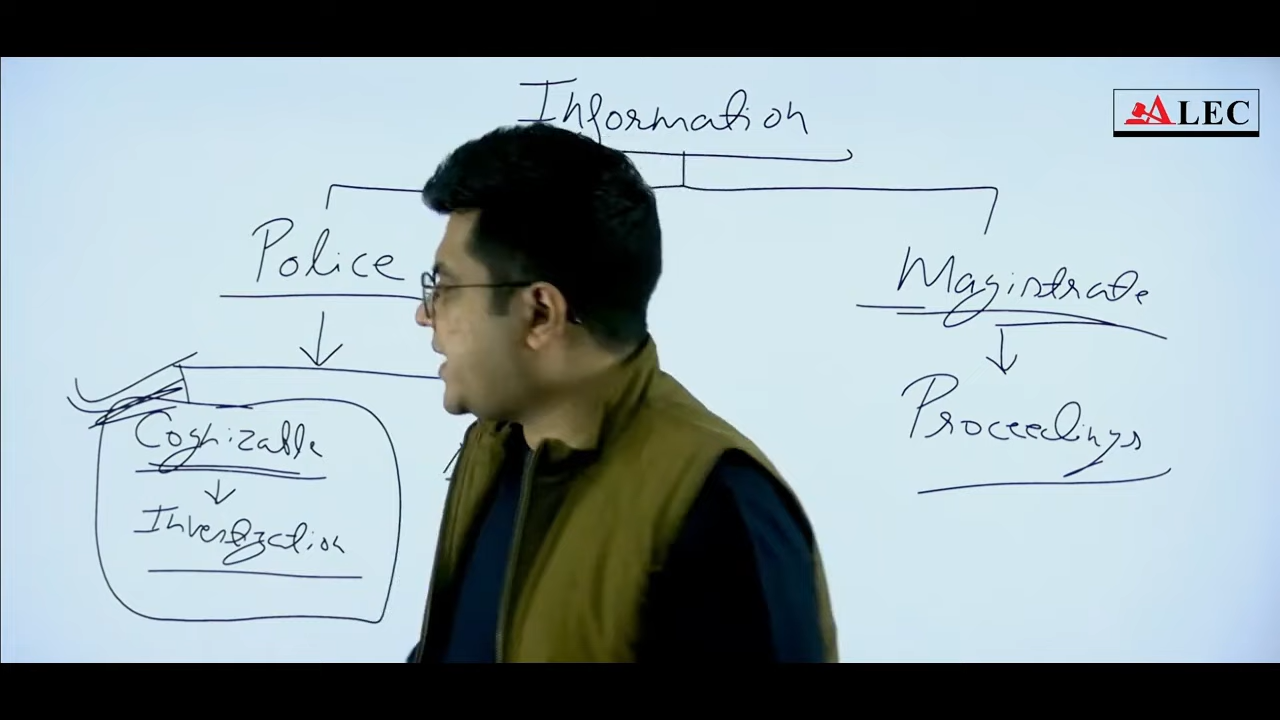 Information
ALEC
Police
Magistrate
Cognizable
Proceedings
Investigation